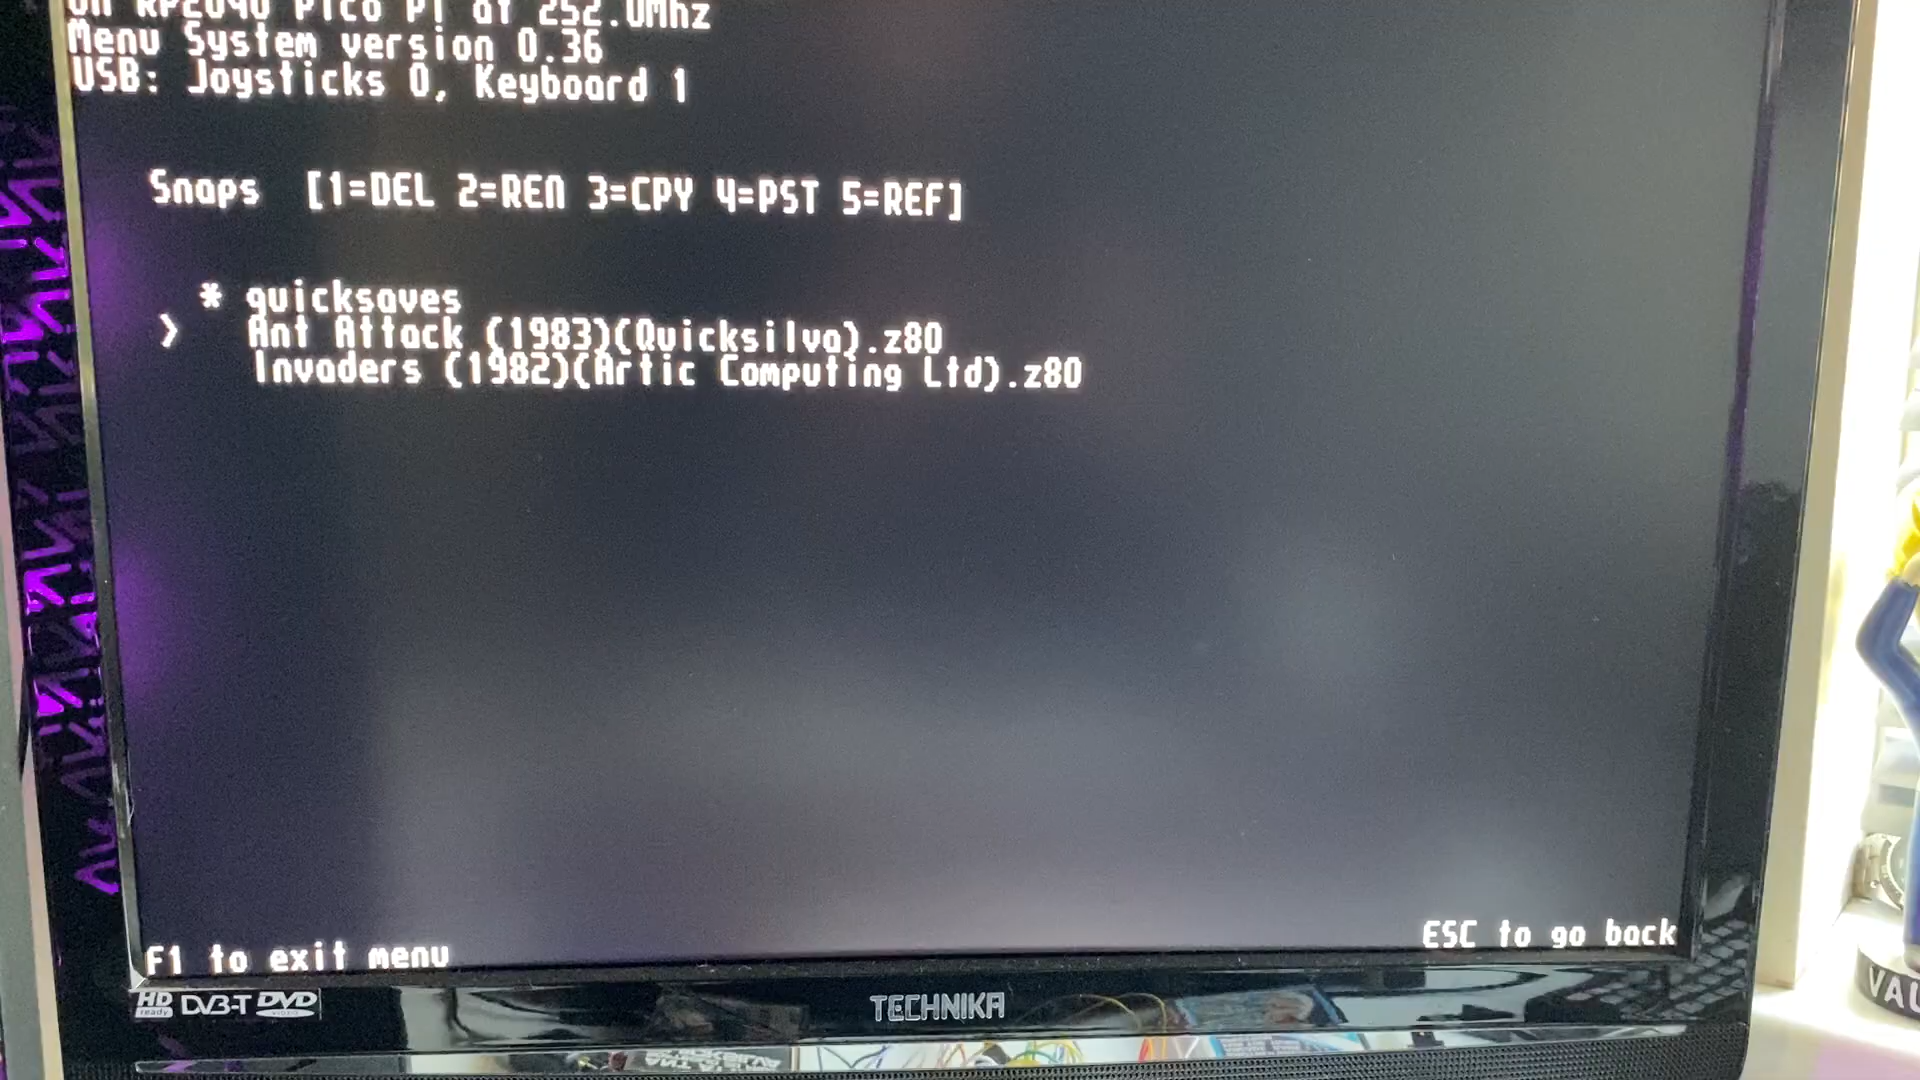 on RP2040 Pico Pi at 252.0Mhz
Menu System version 0.36
USB: Joysticks 0, Keyboard 1
Snaps [1=DEL 2=REN 3=CPY 4=PST 5=REF]
* quicksaves
> Ant Attack (1983)(Quicksilva).z80
Invaders (1982)(Artic Computing Ltd).z80
F1 to exit menu
ESC to go back
HD ready DVB-T DVD VIDEO
TECHNIKA